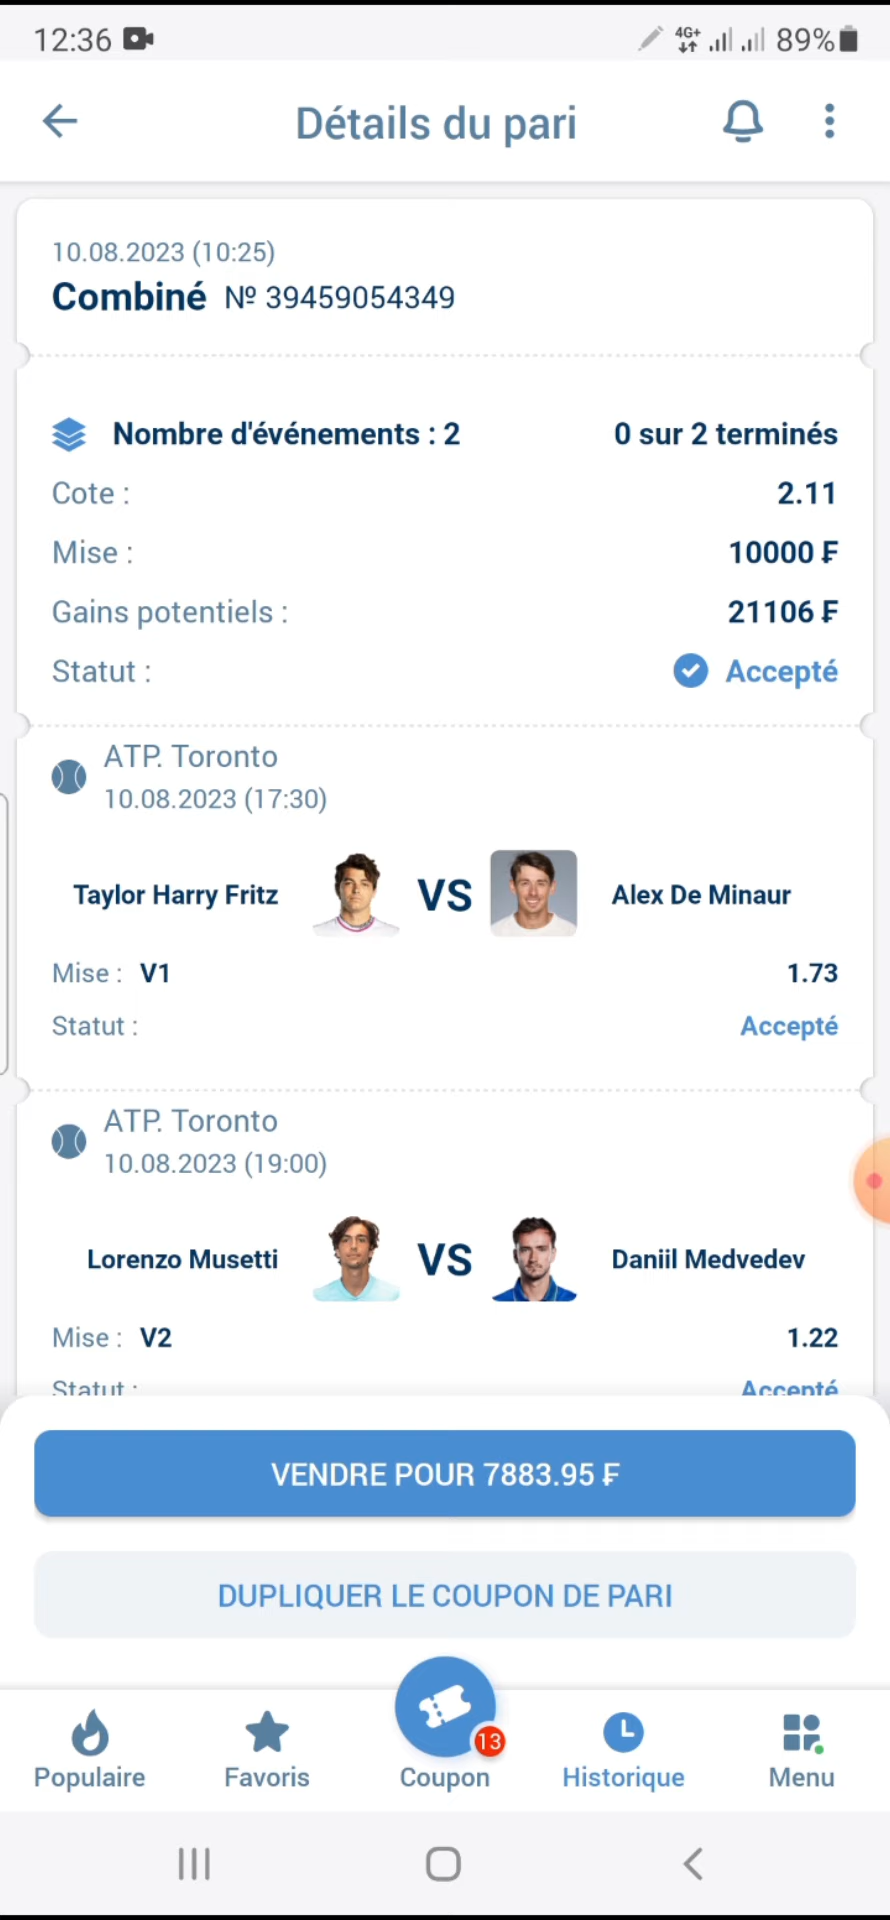 12:36 4G+ 89%
Détails du pari
10.08.2023 (10:25)
Combiné Nº 39459054349
Nombre d'événements : 2 0 sur 2 terminés
Cote : 2.11
Mise : 10000 ₣
Gains potentiels : 21106 ₣
Statut : Accepté
ATP. Toronto
10.08.2023 (17:30)
Taylor Harry Fritz VS Alex De Minaur
Mise : V1 1.73
Statut : Accepté
ATP. Toronto
10.08.2023 (19:00)
Lorenzo Musetti VS Daniil Medvedev
Mise : V2 1.22
Statut : Accepté
VENDRE POUR 7883.95 ₣
DUPLIQUER LE COUPON DE PARI
13
Populaire Favoris Coupon Historique Menu